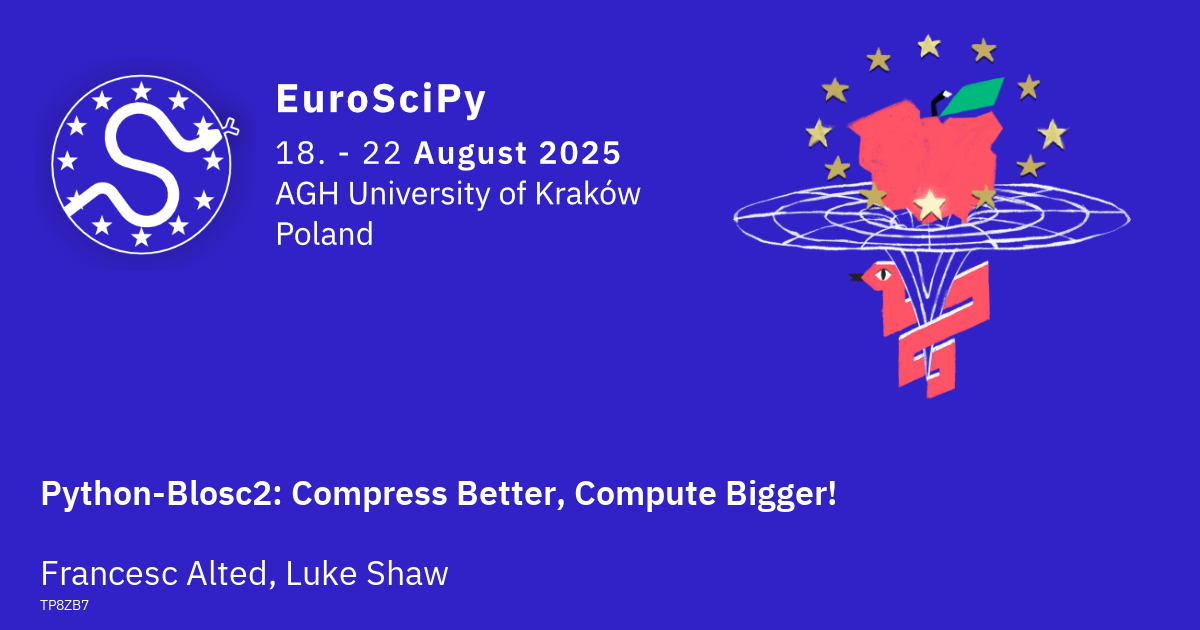 EuroSciPy
18. - 22 August 2025
AGH University of Kraków
Poland
Python-Blosc2: Compress Better, Compute Bigger!
Francesc Alted, Luke Shaw
TP8ZB7